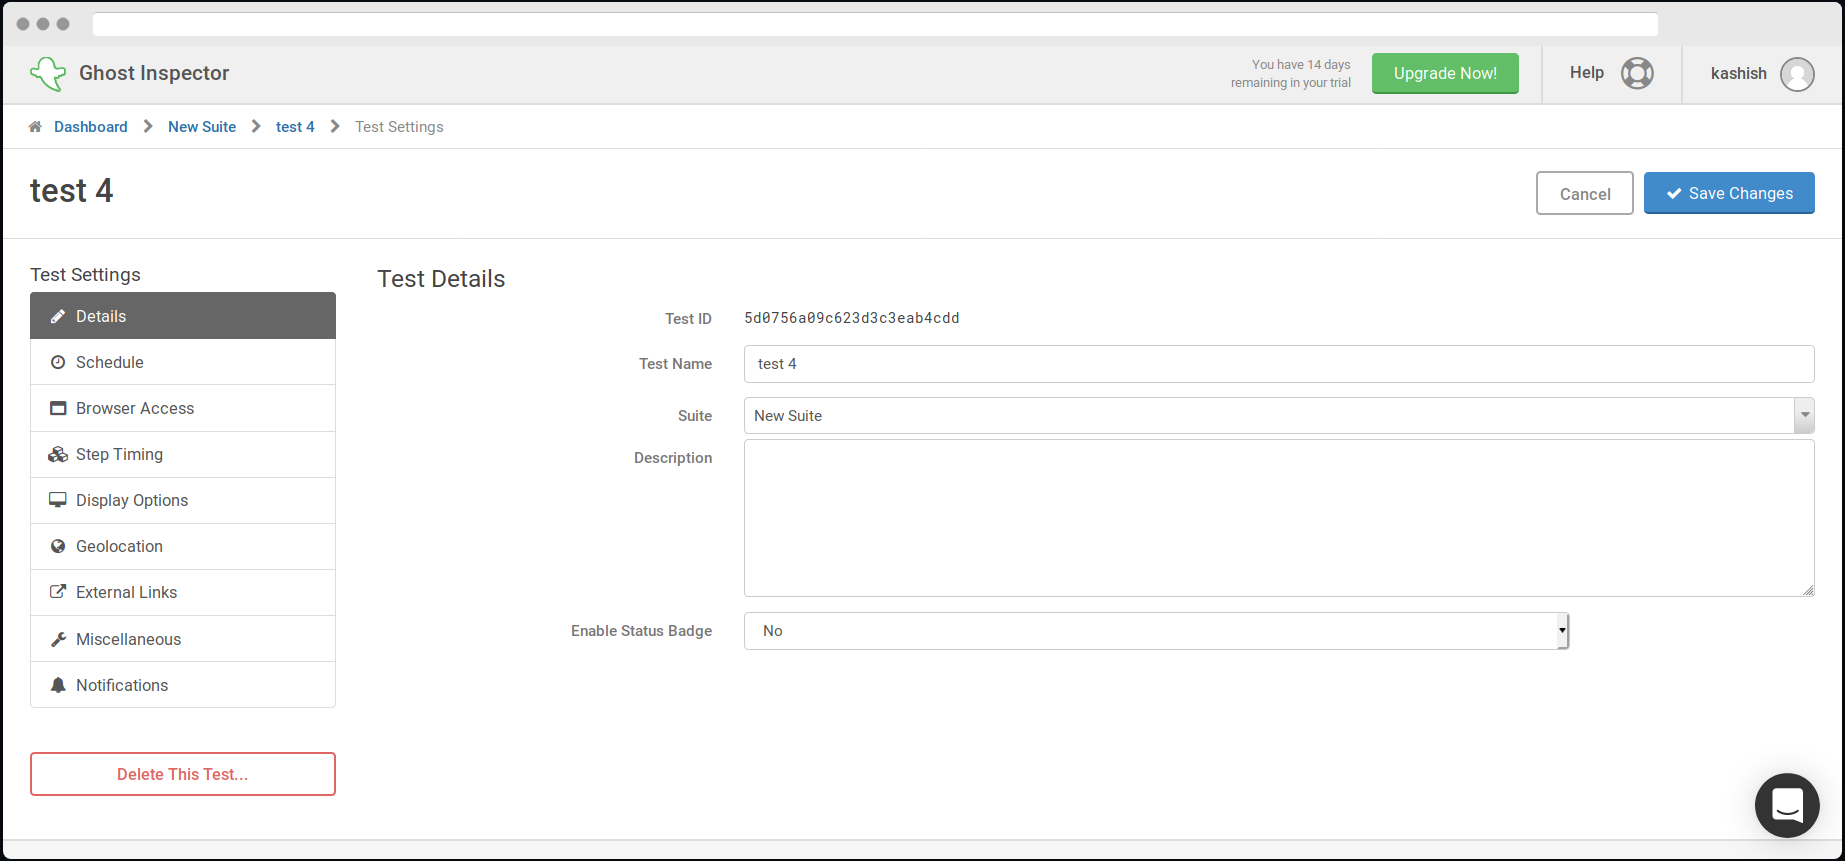 Ghost Inspector
You have 14 days
remaining in your trial
Upgrade Now!
Help
kashish
Dashboard
New Suite
test 4
Test Settings
test 4
Cancel
Save Changes
Test Settings
Details
Schedule
Browser Access
Step Timing
Display Options
Geolocation
External Links
Miscellaneous
Notifications
Delete This Test...
Test Details
Test ID 5d0756a09c623d3c3eab4cdd
Test Name test 4
Suite New Suite
Description
Enable Status Badge No